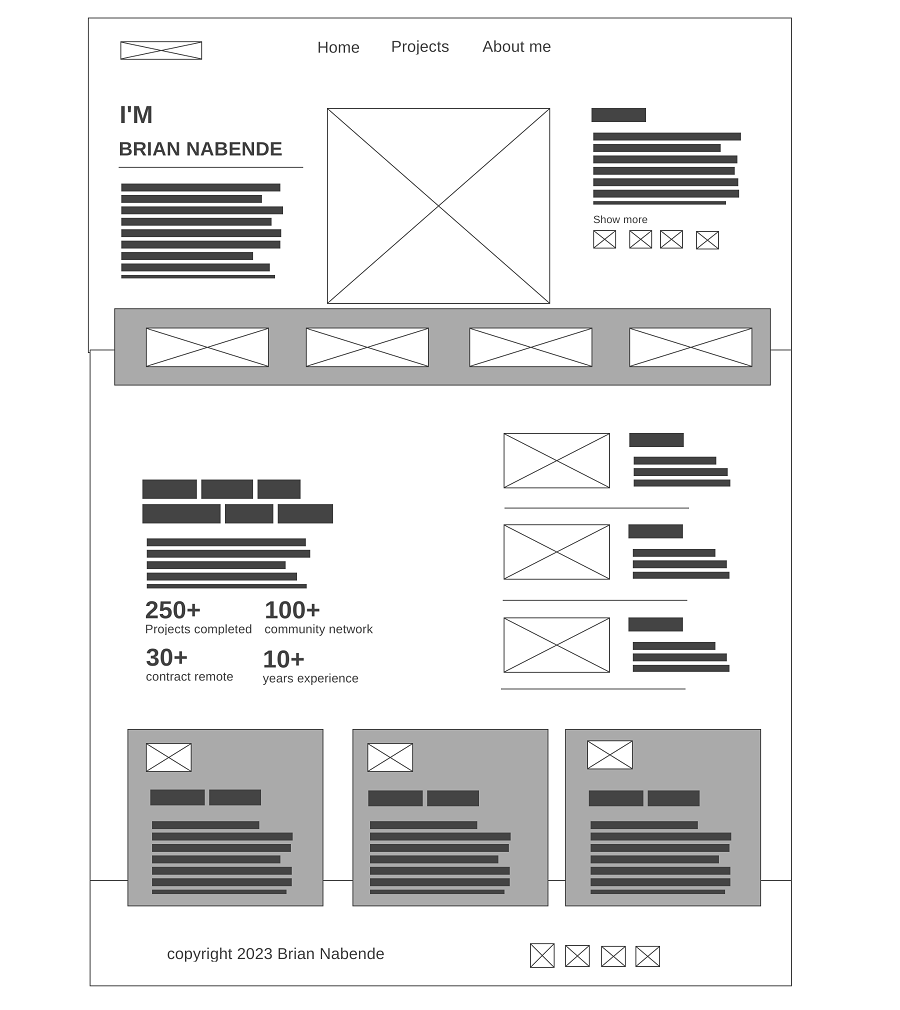 Home Projects About me
I'M
BRIAN NABENDE
Show more
250+ 100+
Projects completed community network
30+ 10+
contract remote years experience
copyright 2023 Brian Nabende